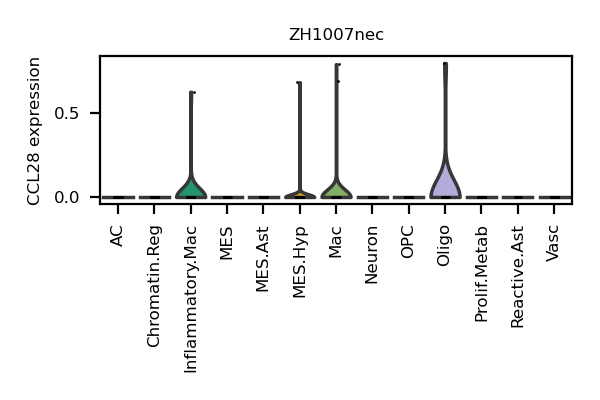 ZH1007nec
CCL28 expression
0.5
0.0
AC
Chromatin.Reg
Inflammatory.Mac
MES
MES.Ast
MES.Hyp
Mac
Neuron
OPC
Oligo
Prolif.Metab
Reactive.Ast
Vasc